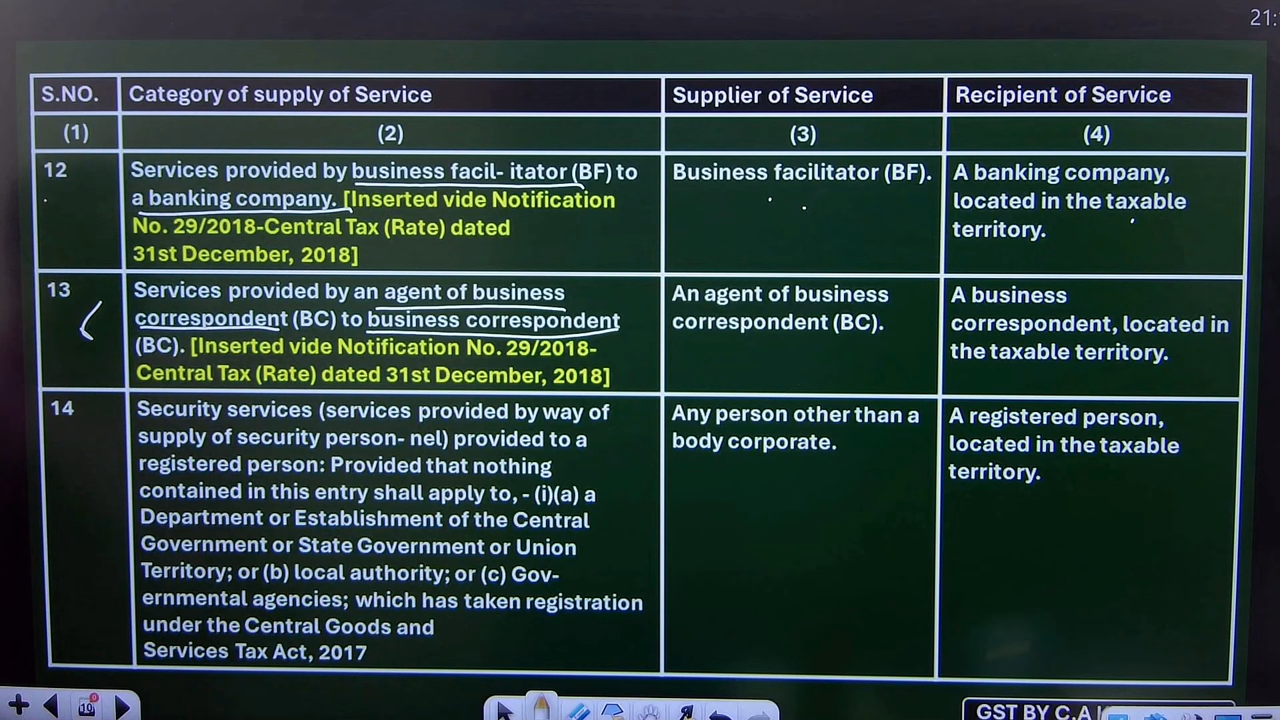 21:
S.NO. Category of supply of Service Supplier of Service Recipient of Service
(1) (2) (3) (4)
12
Services provided by business facil- itator (BF) to
a banking company. [Inserted vide Notification
No. 29/2018-Central Tax (Rate) dated
31st December, 2018]
Business facilitator (BF).
A banking company,
located in the taxable
territory.
13
Services provided by an agent of business
correspondent (BC) to business correspondent
(BC). [Inserted vide Notification No. 29/2018-
Central Tax (Rate) dated 31st December, 2018]
An agent of business
correspondent (BC).
A business
correspondent, located in
the taxable territory.
14
Security services (services provided by way of
supply of security person- nel) provided to a
registered person: Provided that nothing
contained in this entry shall apply to, - (i)(a) a
Department or Establishment of the Central
Government or State Government or Union
Territory; or (b) local authority; or (c) Gov-
ernmental agencies; which has taken registration
under the Central Goods and
Services Tax Act, 2017
Any person other than a
body corporate.
A registered person,
located in the taxable
territory.
10
GST BY C.A